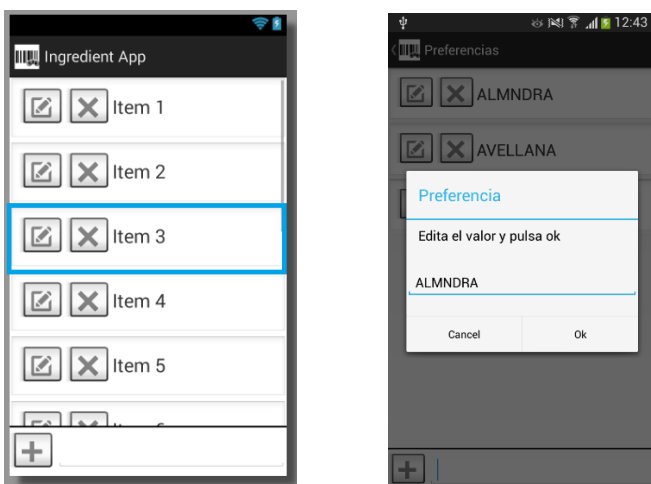 Ingredient App
Item 1
Item 2
Item 3
Item 4
Item 5
12:43
Preferencias
ALMNDRA
AVELLANA
Preferencia
Edita el valor y pulsa ok
ALMNDRA
Cancel Ok